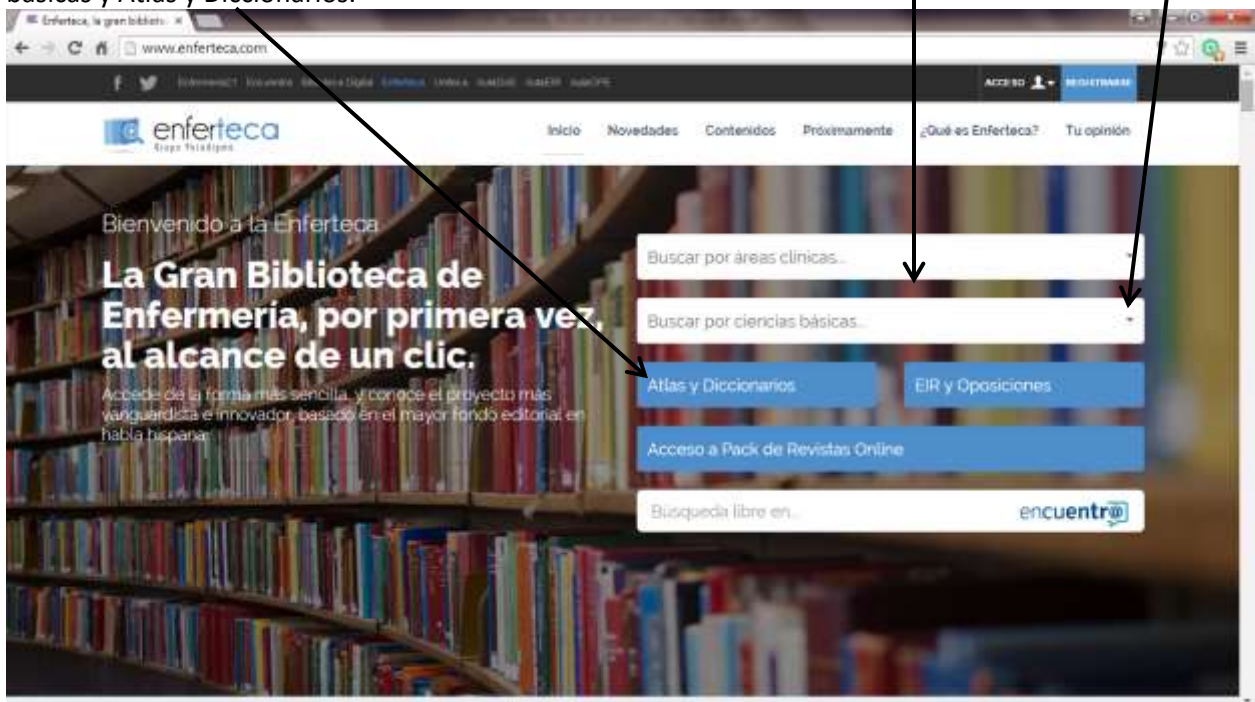 básicas y Atlas y Diccionarios.
Enferteca, la gran bibliote
www.enferteca.com
Enferteca
ACCESO
REGISTRARSE
enferteca
Grupo Paradigma
Inicio Novedades Contenidos Próximamente ¿Qué es Enferteca? Tu opinión
Bienvenido a la Enferteca
La Gran Biblioteca de
Enfermería, por primera vez,
al alcance de un clic.
Accede de la forma más sencilla, y conoce el proyecto más
vanguardista e innovador, basado en el mayor fondo editorial en
habla hispana.
Buscar por áreas clínicas...
Buscar por ciencias básicas...
Atlas y Diccionarios
EIR y Oposiciones
Acceso a Pack de Revistas Online
Búsqueda libre en...
encuentr@